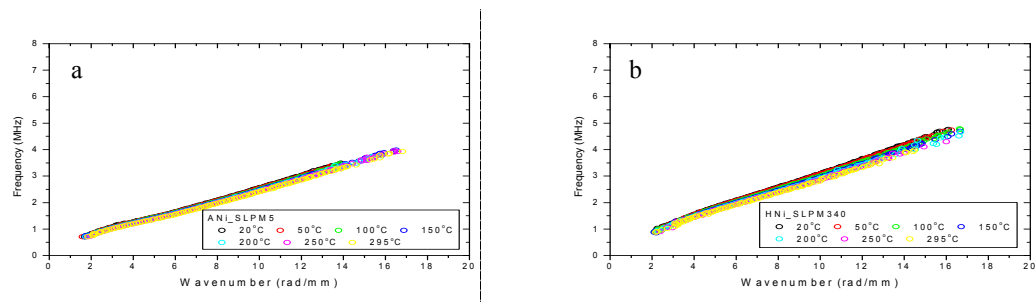 a
8
7
6
5
4
3
2
1
0
Frequency (MHz)
0 2 4 6 8 10 12 14 16 18 20
Wavenumber (rad/mm)
ANi_SLPM5
20°C 50°C 100°C 150°C
200°C 250°C 295°C
b
8
7
6
5
4
3
2
1
0
Frequency (MHz)
0 2 4 6 8 10 12 14 16 18 20
Wavenumber (rad/mm)
HNi_SLPM340
20°C 50°C 100°C 150°C
200°C 250°C 295°C